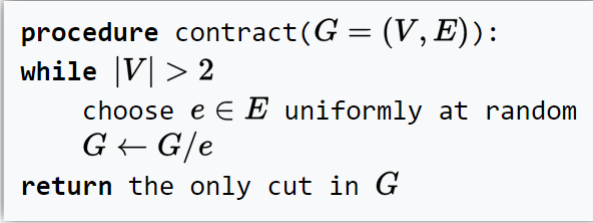 procedure contract(G = (V, E)):
while |V| > 2
choose e ∈ E uniformly at random
G ← G/e
return the only cut in G